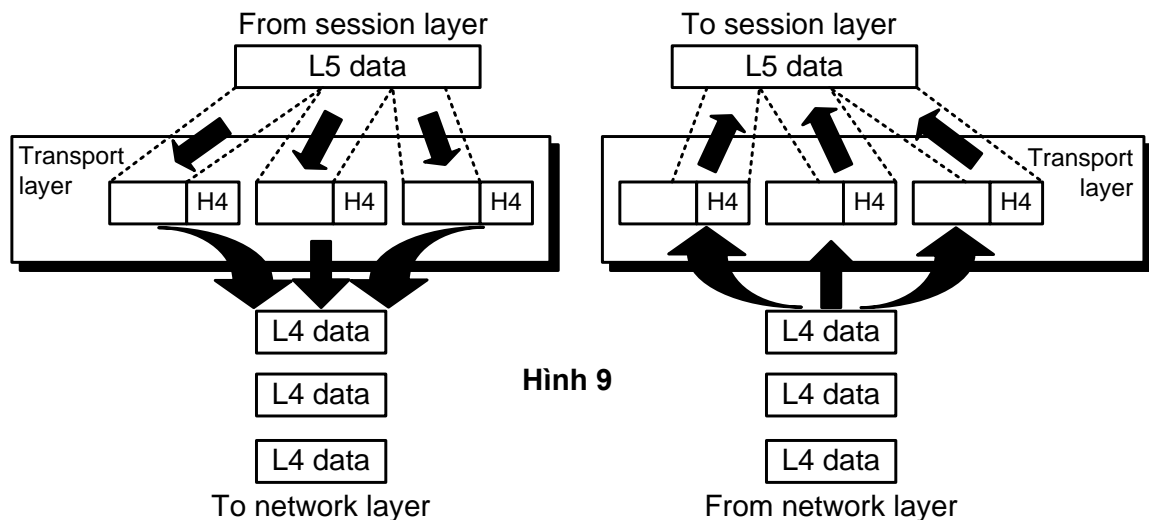 From session layer
L5 data
Transport
layer
H4
H4
H4
L4 data
L4 data
L4 data
To network layer
To session layer
L5 data
Transport
layer
H4
H4
H4
L4 data
L4 data
L4 data
From network layer
Hình 9